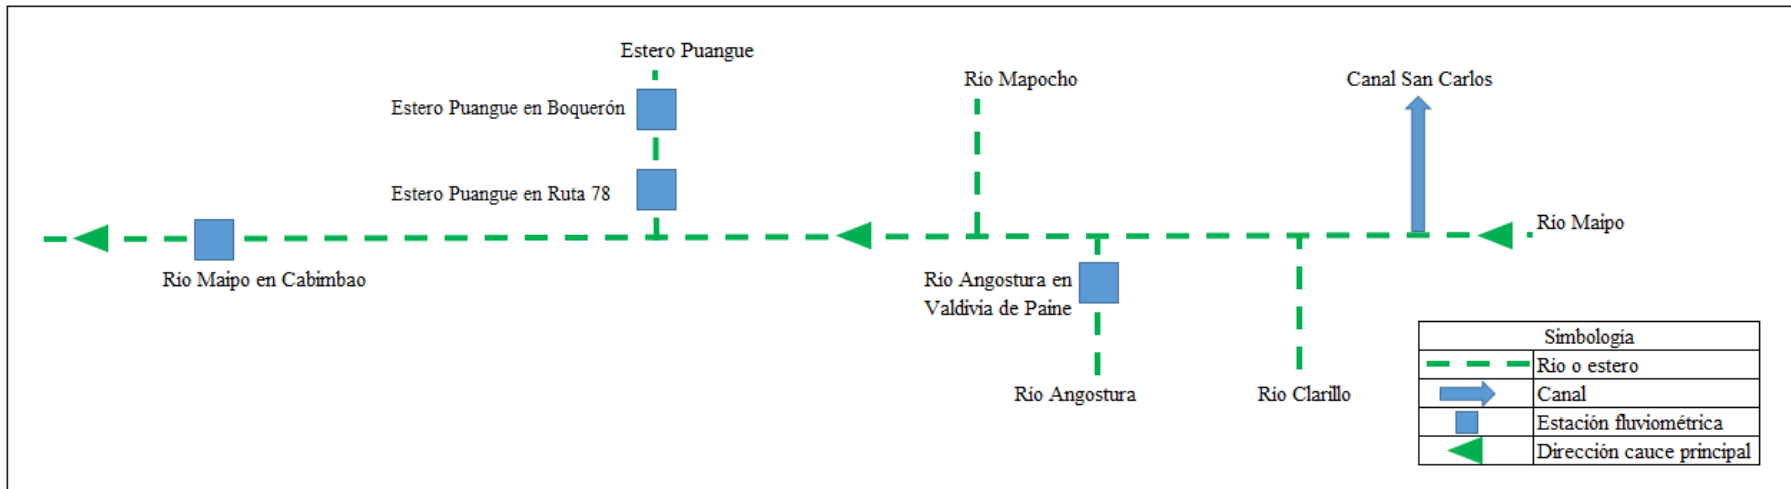 Estero Puangue
Río Mapocho
Canal San Carlos
Estero Puangue en Boquerón
Estero Puangue en Ruta 78
Río Maipo
Río Maipo en Cabimbao
Río Angostura en
Valdivia de Paine
Río Angostura
Río Clarillo
Simbología
Río o estero
Canal
Estación fluviométrica
Dirección cauce principal